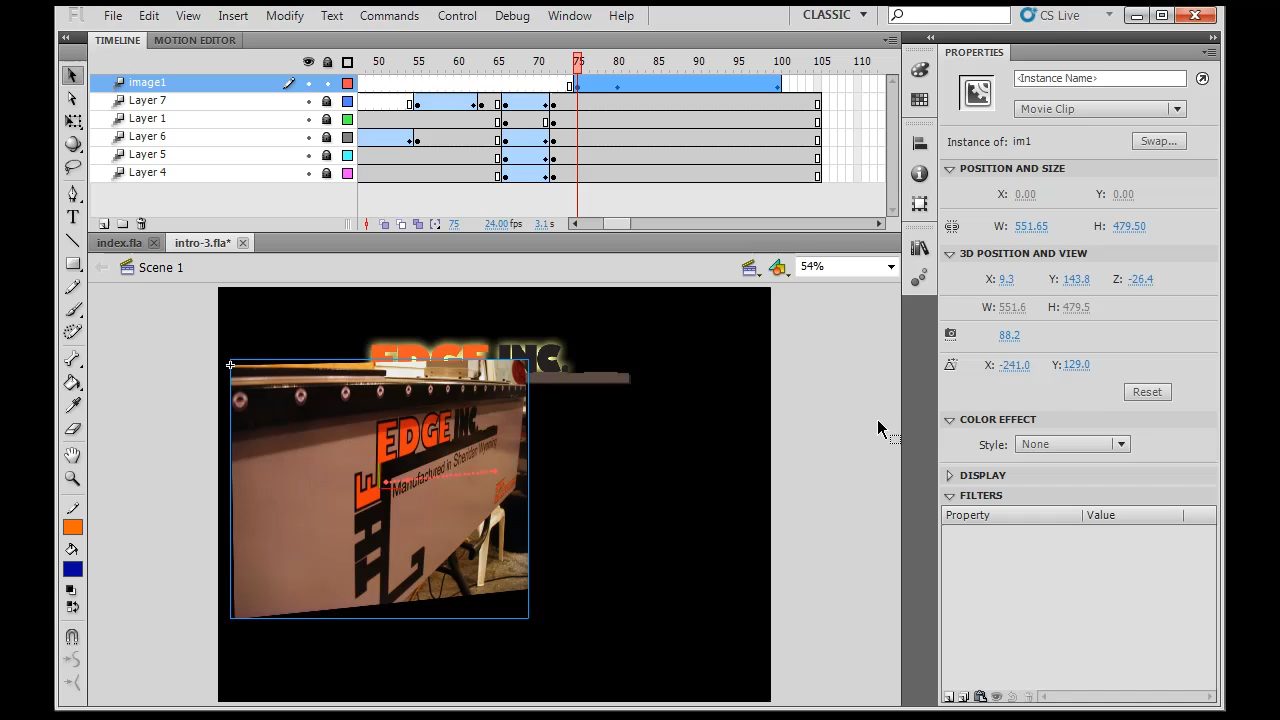 Fl File Edit View Insert Modify Text Commands Control Debug Window Help CLASSIC CS Live
TIMELINE MOTION EDITOR
50 55 60 65 70 75 80 85 90 95 100 105 110
image1
Layer 7
Layer 1
Layer 6
Layer 5
Layer 4
75 24.00fps 3.1s
index.fla intro-3.fla*
Scene 1 54%
EDGE INC.
EDGE INC.
Manufactured in Sheridan Wyoming
PROPERTIES
<Instance Name>
Movie Clip
Instance of: im1 Swap...
POSITION AND SIZE
X: 0.00 Y: 0.00
W: 551.65 H: 479.50
3D POSITION AND VIEW
X: 9.3 Y: 143.8 Z: -26.4
W: 551.6 H: 479.5
88.2
X: -241.0 Y: 129.0
Reset
COLOR EFFECT
Style: None
DISPLAY
FILTERS
Property Value